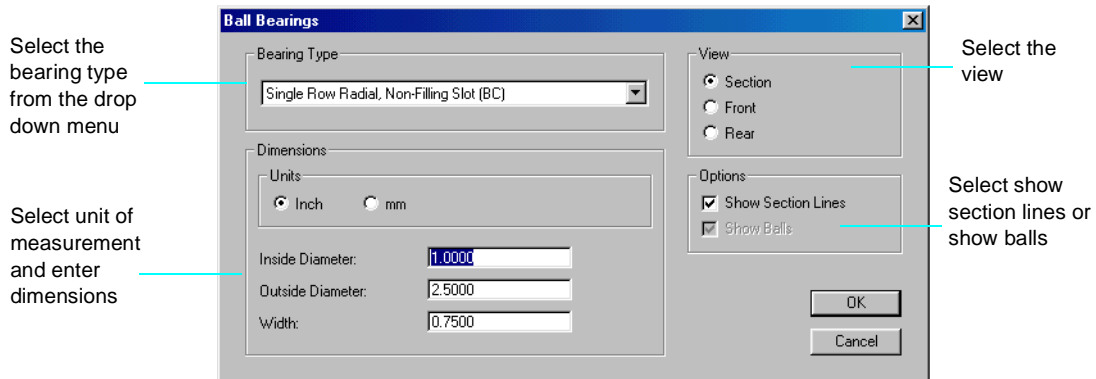 Ball Bearings
Select the
bearing type
from the drop
down menu
Bearing Type
Single Row Radial, Non-Filling Slot (BC)
View
Section
Front
Rear
Select the
view
Dimensions
Units
Inch
mm
Select unit of
measurement
and enter
dimensions
Inside Diameter:
1.0000
Outside Diameter:
2.5000
Width:
0.7500
Options
Show Section Lines
Show Balls
Select show
section lines or
show balls
OK
Cancel